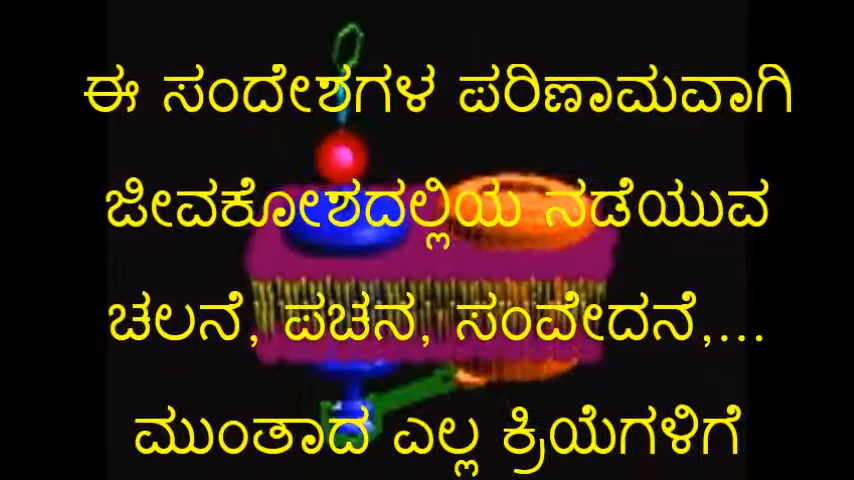 ಈ ಸಂದೇಶಗಳ ಪರಿಣಾಮವಾಗಿ
ಜೀವಕೋಶದಲ್ಲಿಯ ನಡೆಯುವ
ಚಲನೆ, ಪಚನ, ಸಂವೇದನೆ,...
ಮುಂತಾದ ಎಲ್ಲ ಕ್ರಿಯೆಗಳಿಗೆ